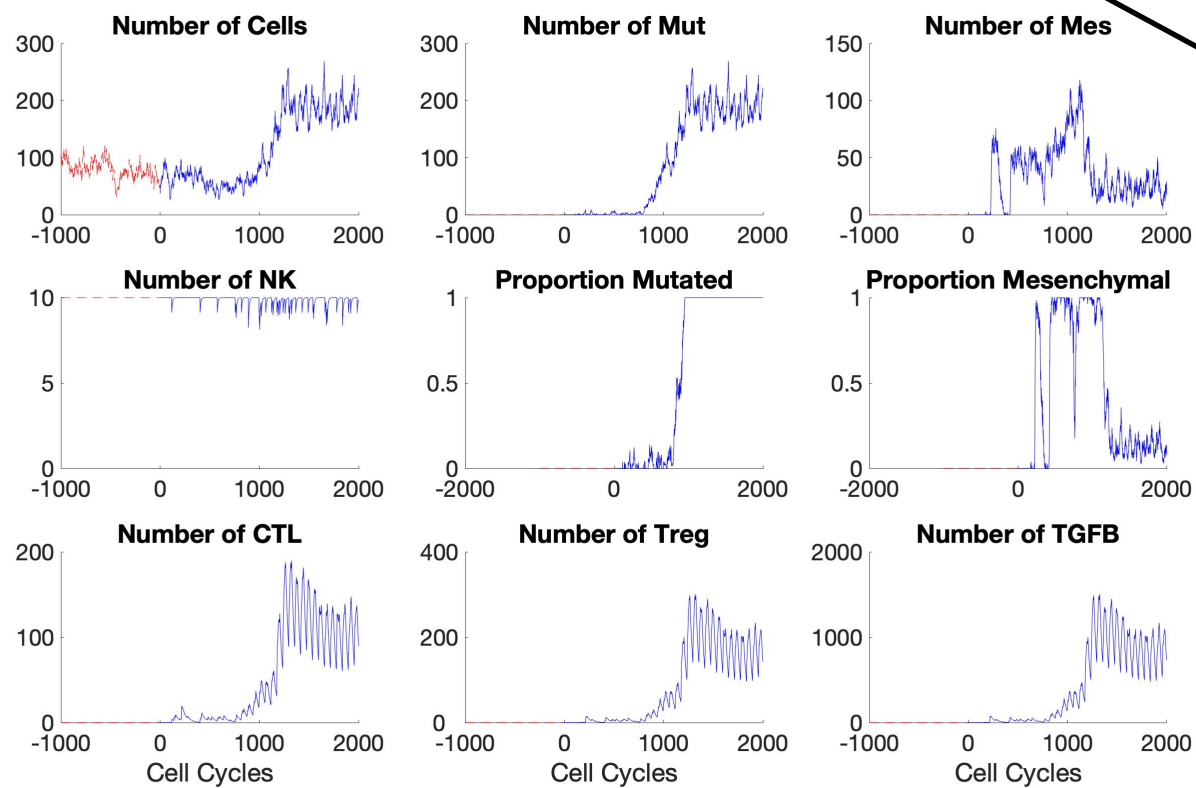 Number of Cells
300
200
100
0
-1000 0 1000 2000
Number of Mut
300
200
100
0
-1000 0 1000 2000
Number of Mes
150
100
50
0
-1000 0 1000 2000
Number of NK
10
5
0
-1000 0 1000 2000
Proportion Mutated
1
0.5
0
-2000 0 2000
Proportion Mesenchymal
1
0.5
0
-2000 0 2000
Number of CTL
200
100
0
-1000 0 1000 2000
Cell Cycles
Number of Treg
400
200
0
-1000 0 1000 2000
Cell Cycles
Number of TGFB
2000
1000
0
-1000 0 1000 2000
Cell Cycles